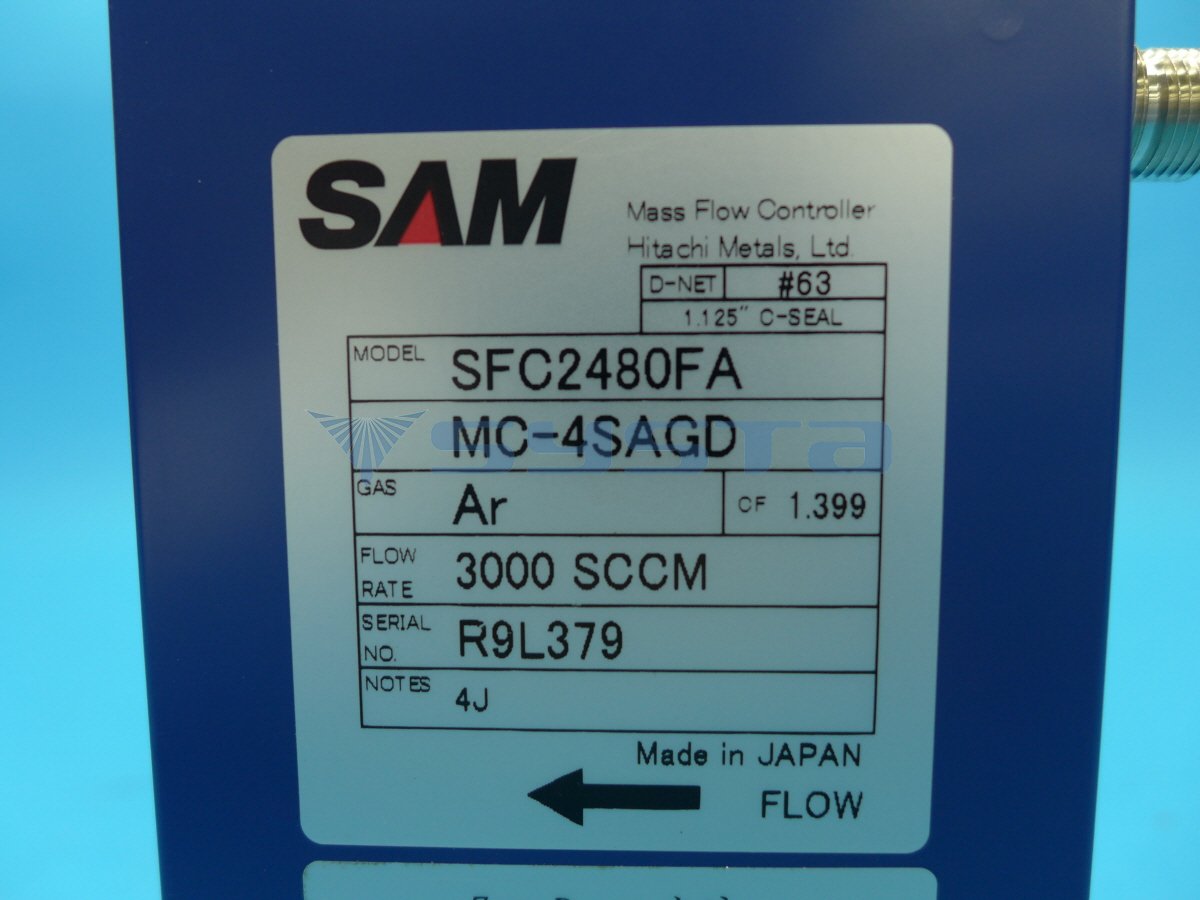 SAM
Mass Flow Controller
Hitachi Metals, Ltd.
D-NET #63
1.125" C-SEAL
MODEL SFC2480FA
MC-4SAGD
SYSTA
GAS Ar CF 1.399
FLOW RATE 3000 SCCM
SERIAL NO. R9L379
NOTES 4J
Made in JAPAN
FLOW